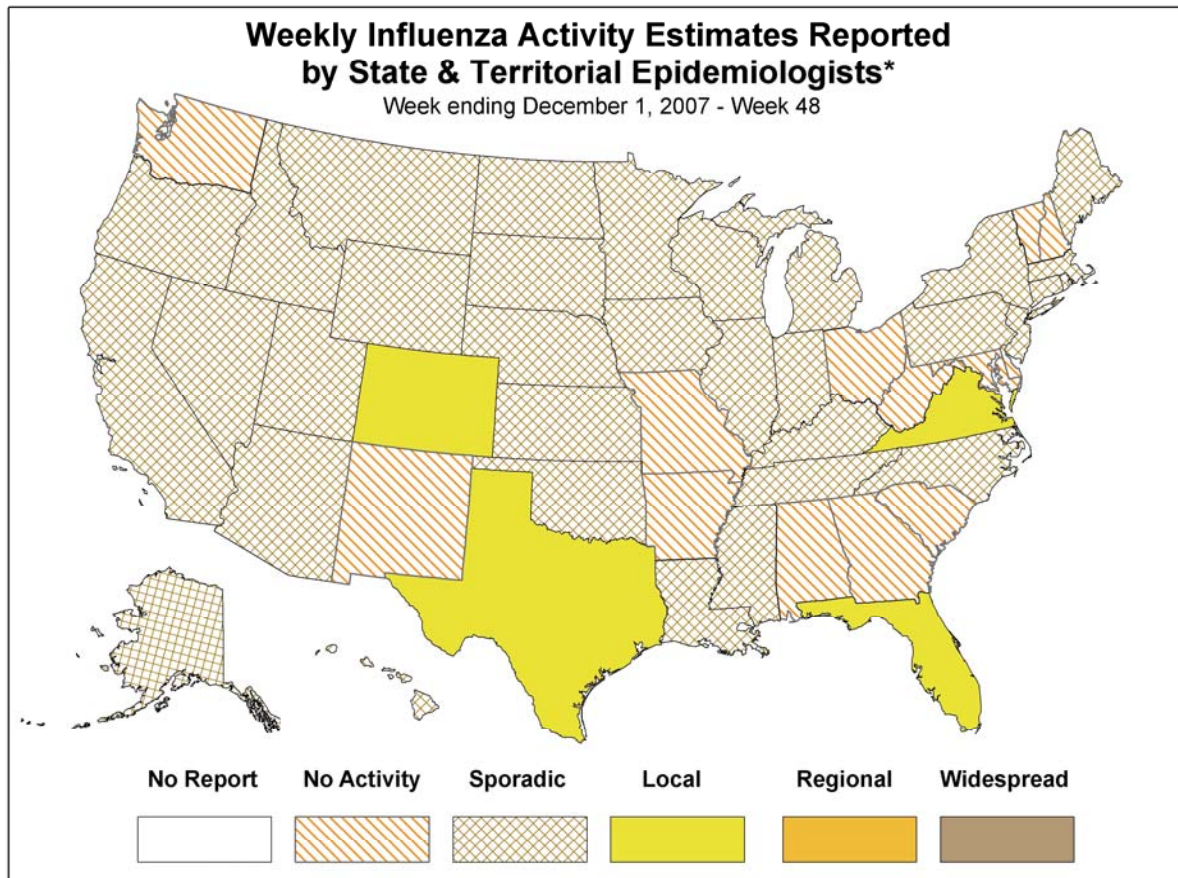 Weekly Influenza Activity Estimates Reported
by State & Territorial Epidemiologists*
Week ending December 1, 2007 - Week 48
No Report No Activity Sporadic Local Regional Widespread